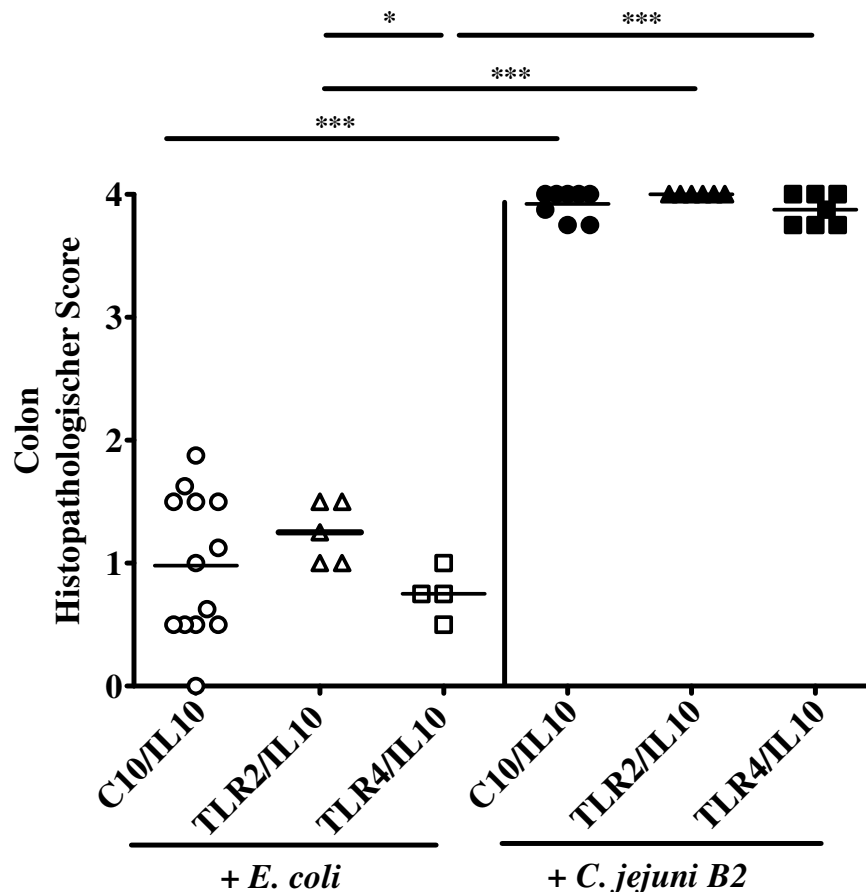 * ***
***
***
Colon
Histopathologischer Score
4
3
2
1
0
C10/IL10 TLR2/IL10 TLR4/IL10 C10/IL10 TLR2/IL10 TLR4/IL10
+ E. coli + C. jejuni B2